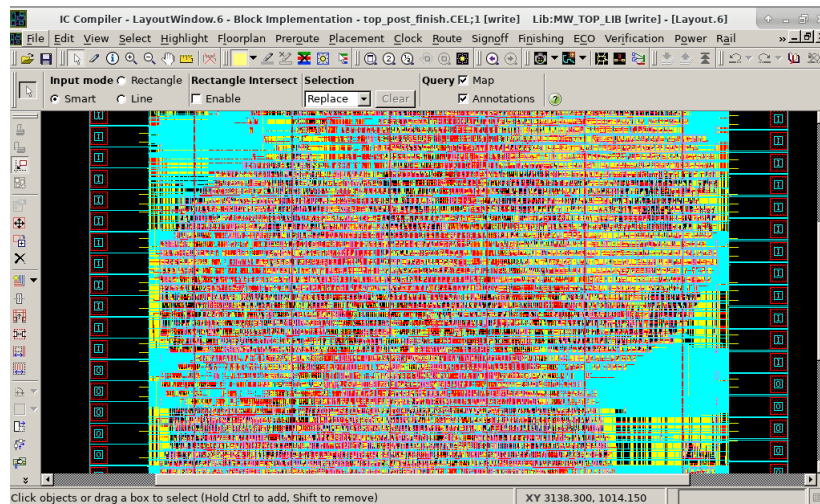 IC Compiler - LayoutWindow.6 - Block Implementation - top_post_finish.CEL;1 [write] Lib:MW_TOP_LIB [write] - [Layout.6]
File Edit View Select Highlight Floorplan Preroute Placement Clock Route Signoff Finishing ECO Verification Power Rail »
Input mode Rectangle Rectangle Intersect Selection Query Map
Smart Line Enable Replace Clear Annotations
Click objects or drag a box to select (Hold Ctrl to add, Shift to remove) XY 3138.300, 1014.150